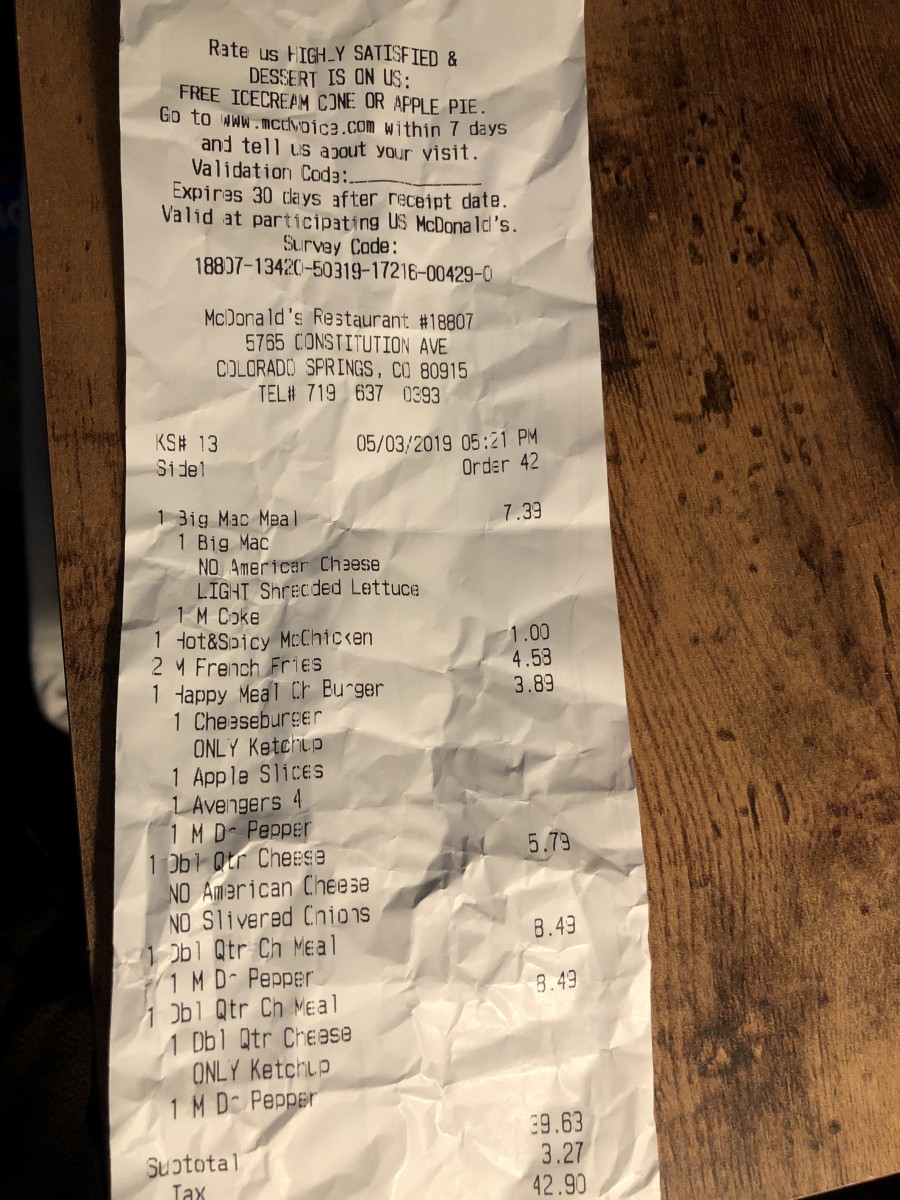 Rate us HIGHLY SATISFIED &
DESSERT IS ON US:
FREE ICECREAM CONE OR APPLE PIE.
Go to www.mcdvoice.com within 7 days
and tell us about your visit.
Validation Code:____________
Expires 30 days after receipt date.
Valid at participating US McDonald's.
Survey Code:
18807-13420-50319-17216-00429-0
McDonald's Restaurant #18807
5765 CONSTITUTION AVE
COLORADO SPRINGS, CO 80915
TEL# 719 637 0393
KS# 13 05/03/2019 05:21 PM
Side1 Order 42
1 Big Mac Meal 7.39
1 Big Mac
NO American Cheese
LIGHT Shredded Lettuce
1 M Coke
1 Hot&Spicy McChicken 1.00
2 M French Fries 4.58
1 Happy Meal Ch Burger 3.89
1 Cheeseburger
ONLY Ketchup
1 Apple Slices
1 Avengers 4
1 M Dr Pepper
1 Dbl Qtr Cheese 5.79
NO American Cheese
NO Slivered Onions
1 Dbl Qtr Ch Meal 8.49
1 M Dr Pepper
1 Dbl Qtr Ch Meal 8.49
1 Dbl Qtr Cheese
ONLY Ketchup
1 M Dr Pepper
Subtotal 39.63
Tax 3.27
42.90